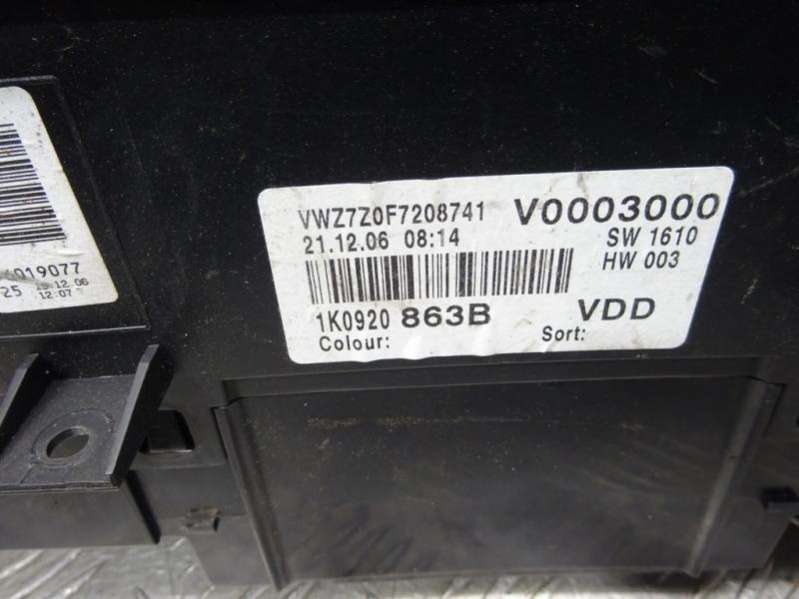 VWZ7Z0F7208741 V0003000
21.12.06 08:14 SW 1610
HW 003
1K0920 863B VDD
Colour: Sort:
019077
25 12.06
12:07